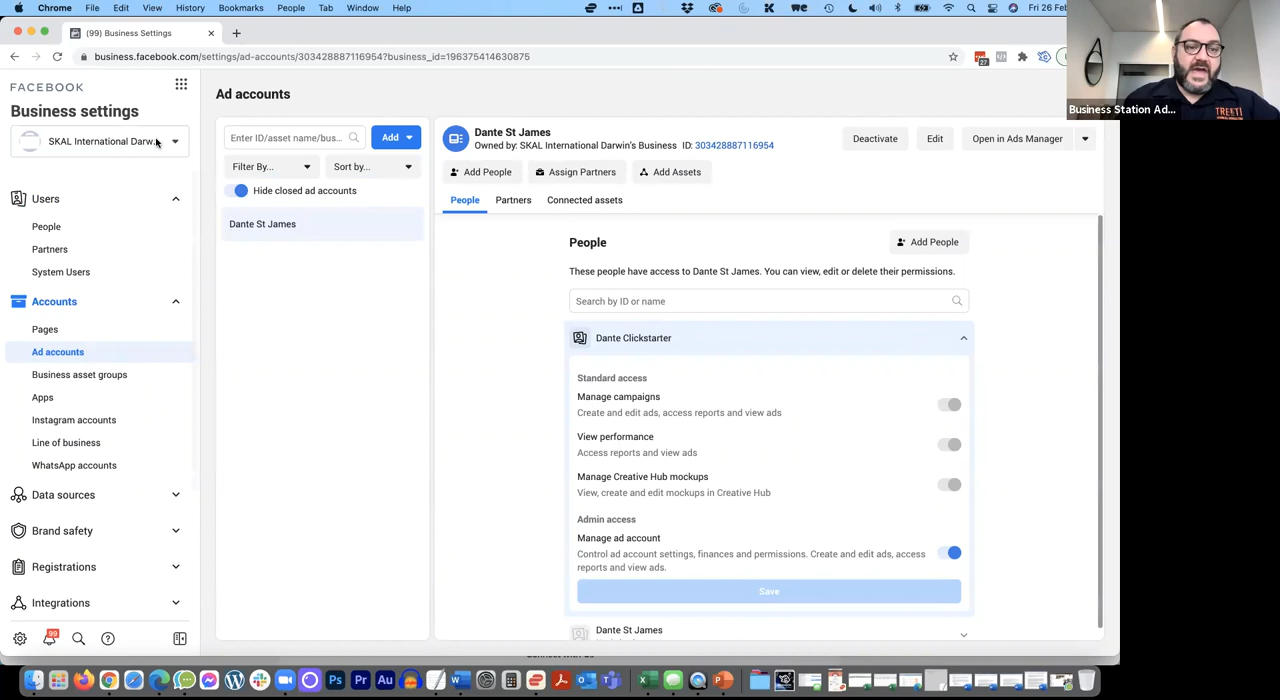 Chrome File Edit View History Bookmarks People Tab Window Help
Fri 26 Feb
(99) Business Settings
business.facebook.com/settings/ad-accounts/303428887116954?business_id=196375414630875
27
Business Station Ad...
TREETI
FACEBOOK
Business settings
SKAL International Darw...
Users
People
Partners
System Users
Accounts
Pages
Ad accounts
Business asset groups
Apps
Instagram accounts
Line of business
WhatsApp accounts
Data sources
Brand safety
Registrations
Integrations
99
Ad accounts
Enter ID/asset name/bus...
Add
Filter By...
Sort by...
Hide closed ad accounts
Dante St James
Dante St James
Owned by: SKAL International Darwin's Business ID: 303428887116954
Deactivate
Edit
Open in Ads Manager
Add People
Assign Partners
Add Assets
People
Partners
Connected assets
People
Add People
These people have access to Dante St James. You can view, edit or delete their permissions.
Search by ID or name
Dante Clickstarter
Standard access
Manage campaigns
Create and edit ads, access reports and view ads
View performance
Access reports and view ads
Manage Creative Hub mockups
View, create and edit mockups in Creative Hub
Admin access
Manage ad account
Control ad account settings, finances and permissions. Create and edit ads, access
reports and view ads.
Save
Dante St James
Ps
Pr
Au